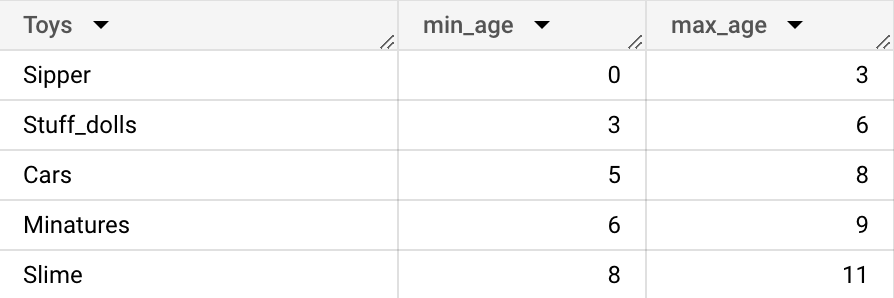 Toys min_age max_age
Sipper 0 3
Stuff_dolls 3 6
Cars 5 8
Minatures 6 9
Slime 8 11